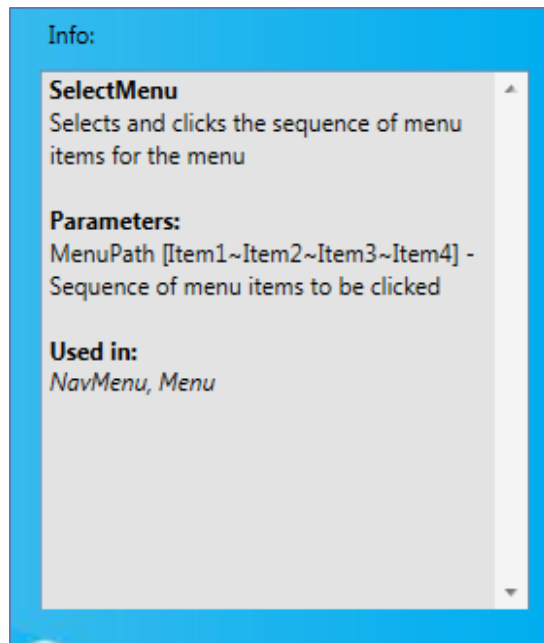 Info:
SelectMenu
Selects and clicks the sequence of menu
items for the menu
Parameters:
MenuPath [Item1~Item2~Item3~Item4] -
Sequence of menu items to be clicked
Used in:
NavMenu, Menu